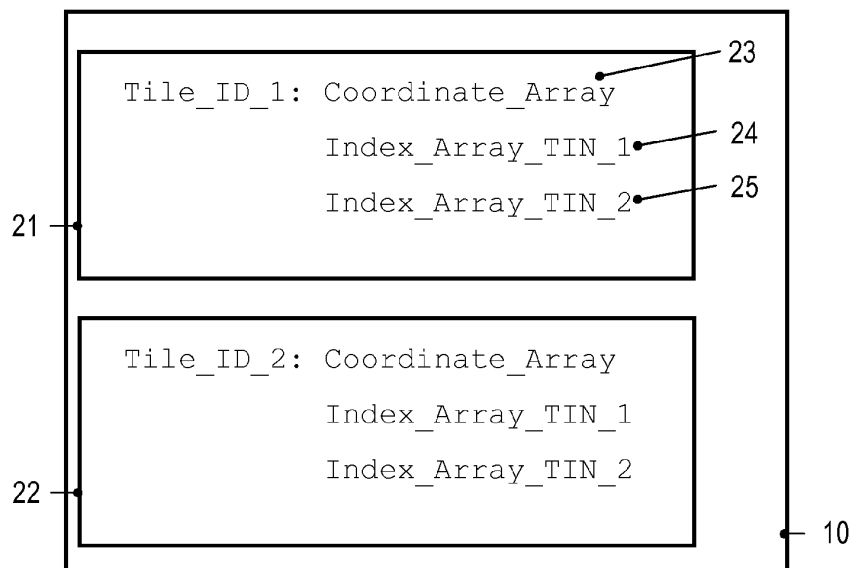 23
Tile_ID_1: Coordinate_Array
Index_Array_TIN_1
24
Index_Array_TIN_2
25
21
Tile_ID_2: Coordinate_Array
Index_Array_TIN_1
Index_Array_TIN_2
22
10